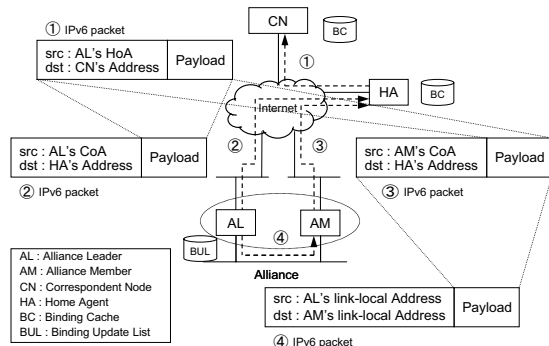 CN
BC
① IPv6 packet
src : AL's HoA
dst : CN's Address
Payload
①
HA
BC
Internet
src : AL's CoA
dst : HA's Address
Payload
② IPv6 packet
②
③
src : AM's CoA
dst : HA's Address
Payload
③ IPv6 packet
AL
AM
④
BUL
Alliance
AL : Alliance Leader
AM : Alliance Member
CN : Correspondent Node
HA : Home Agent
BC : Binding Cache
BUL : Binding Update List
src : AL's link-local Address
dst : AM's link-local Address
Payload
④ IPv6 packet